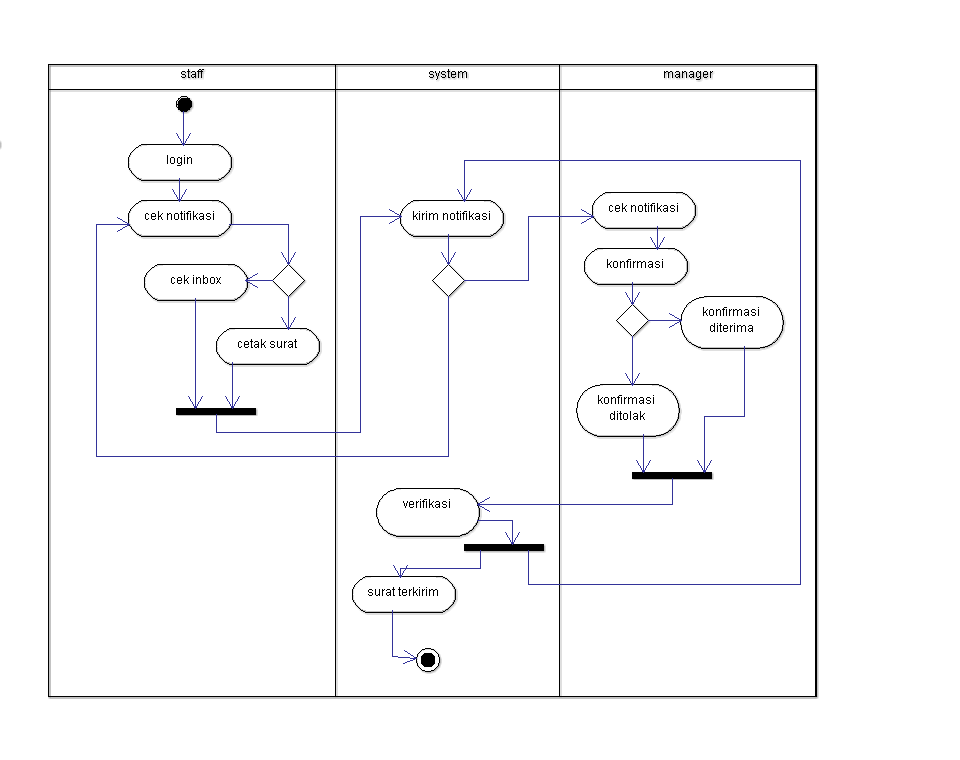 staff
system
manager
login
cek notifikasi
cek inbox
cetak surat
kirim notifikasi
cek notifikasi
konfirmasi
konfirmasi
diterima
konfirmasi
ditolak
verifikasi
surat terkirim